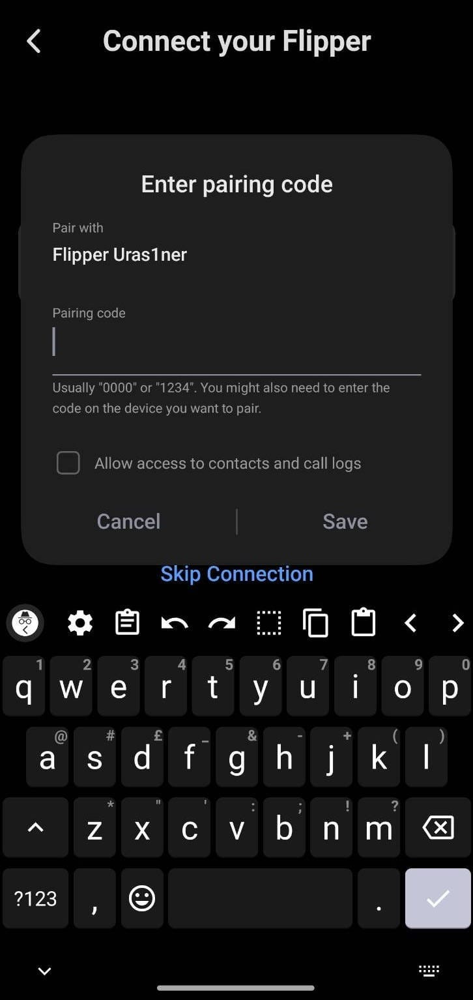 Connect your Flipper
Enter pairing code
Pair with
Flipper Uras1ner
Pairing code
Usually "0000" or "1234". You might also need to enter the
code on the device you want to pair.
Allow access to contacts and call logs
Cancel
Save
Skip Connection
1 2 3 4 5 6 7 8 9 0
q w e r t y u i o p
@ # £ _ & - + ( )
a s d f g h j k l
* " ' : ; ! ?
z x c v b n m
?123 , .